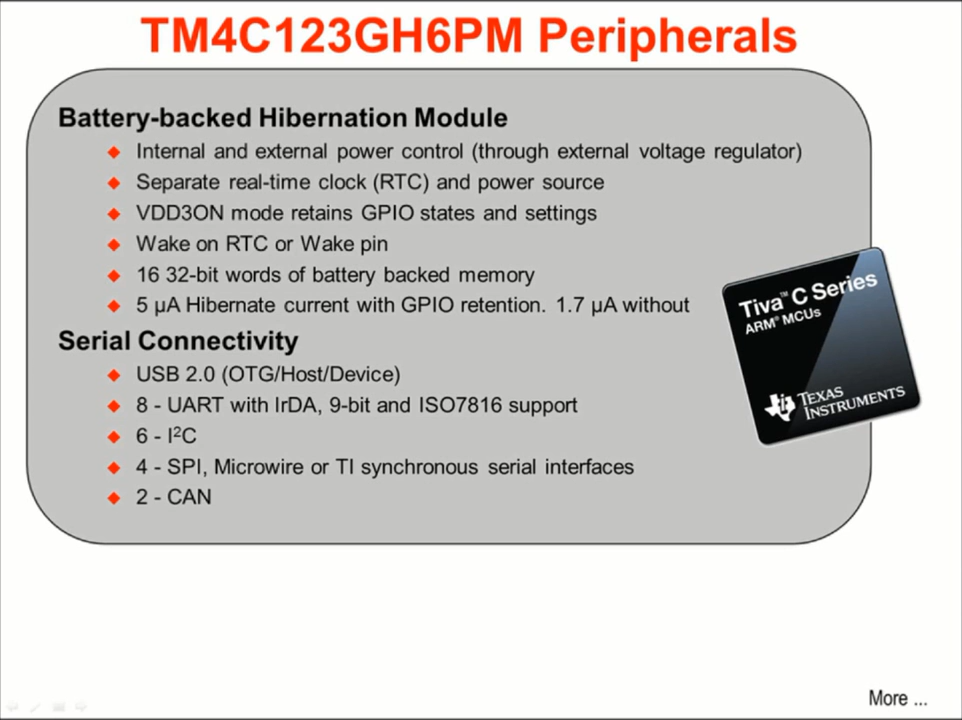 TM4C123GH6PM Peripherals
Battery-backed Hibernation Module
Internal and external power control (through external voltage regulator)
Separate real-time clock (RTC) and power source
VDD3ON mode retains GPIO states and settings
Wake on RTC or Wake pin
16 32-bit words of battery backed memory
5 µA Hibernate current with GPIO retention. 1.7 µA without
Serial Connectivity
USB 2.0 (OTG/Host/Device)
8 - UART with IrDA, 9-bit and ISO7816 support
6 - I²C
4 - SPI, Microwire or TI synchronous serial interfaces
2 - CAN
Tiva™ C Series
ARM® MCUs
TEXAS
INSTRUMENTS
More ...